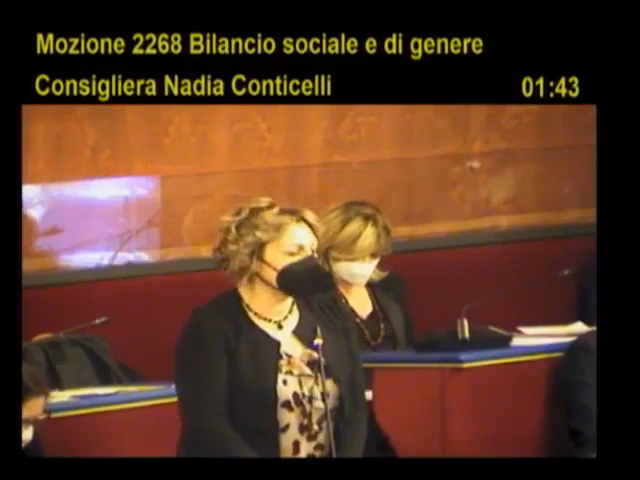 Mozione 2268 Bilancio sociale e di genere
Consigliera Nadia Conticelli 01:43